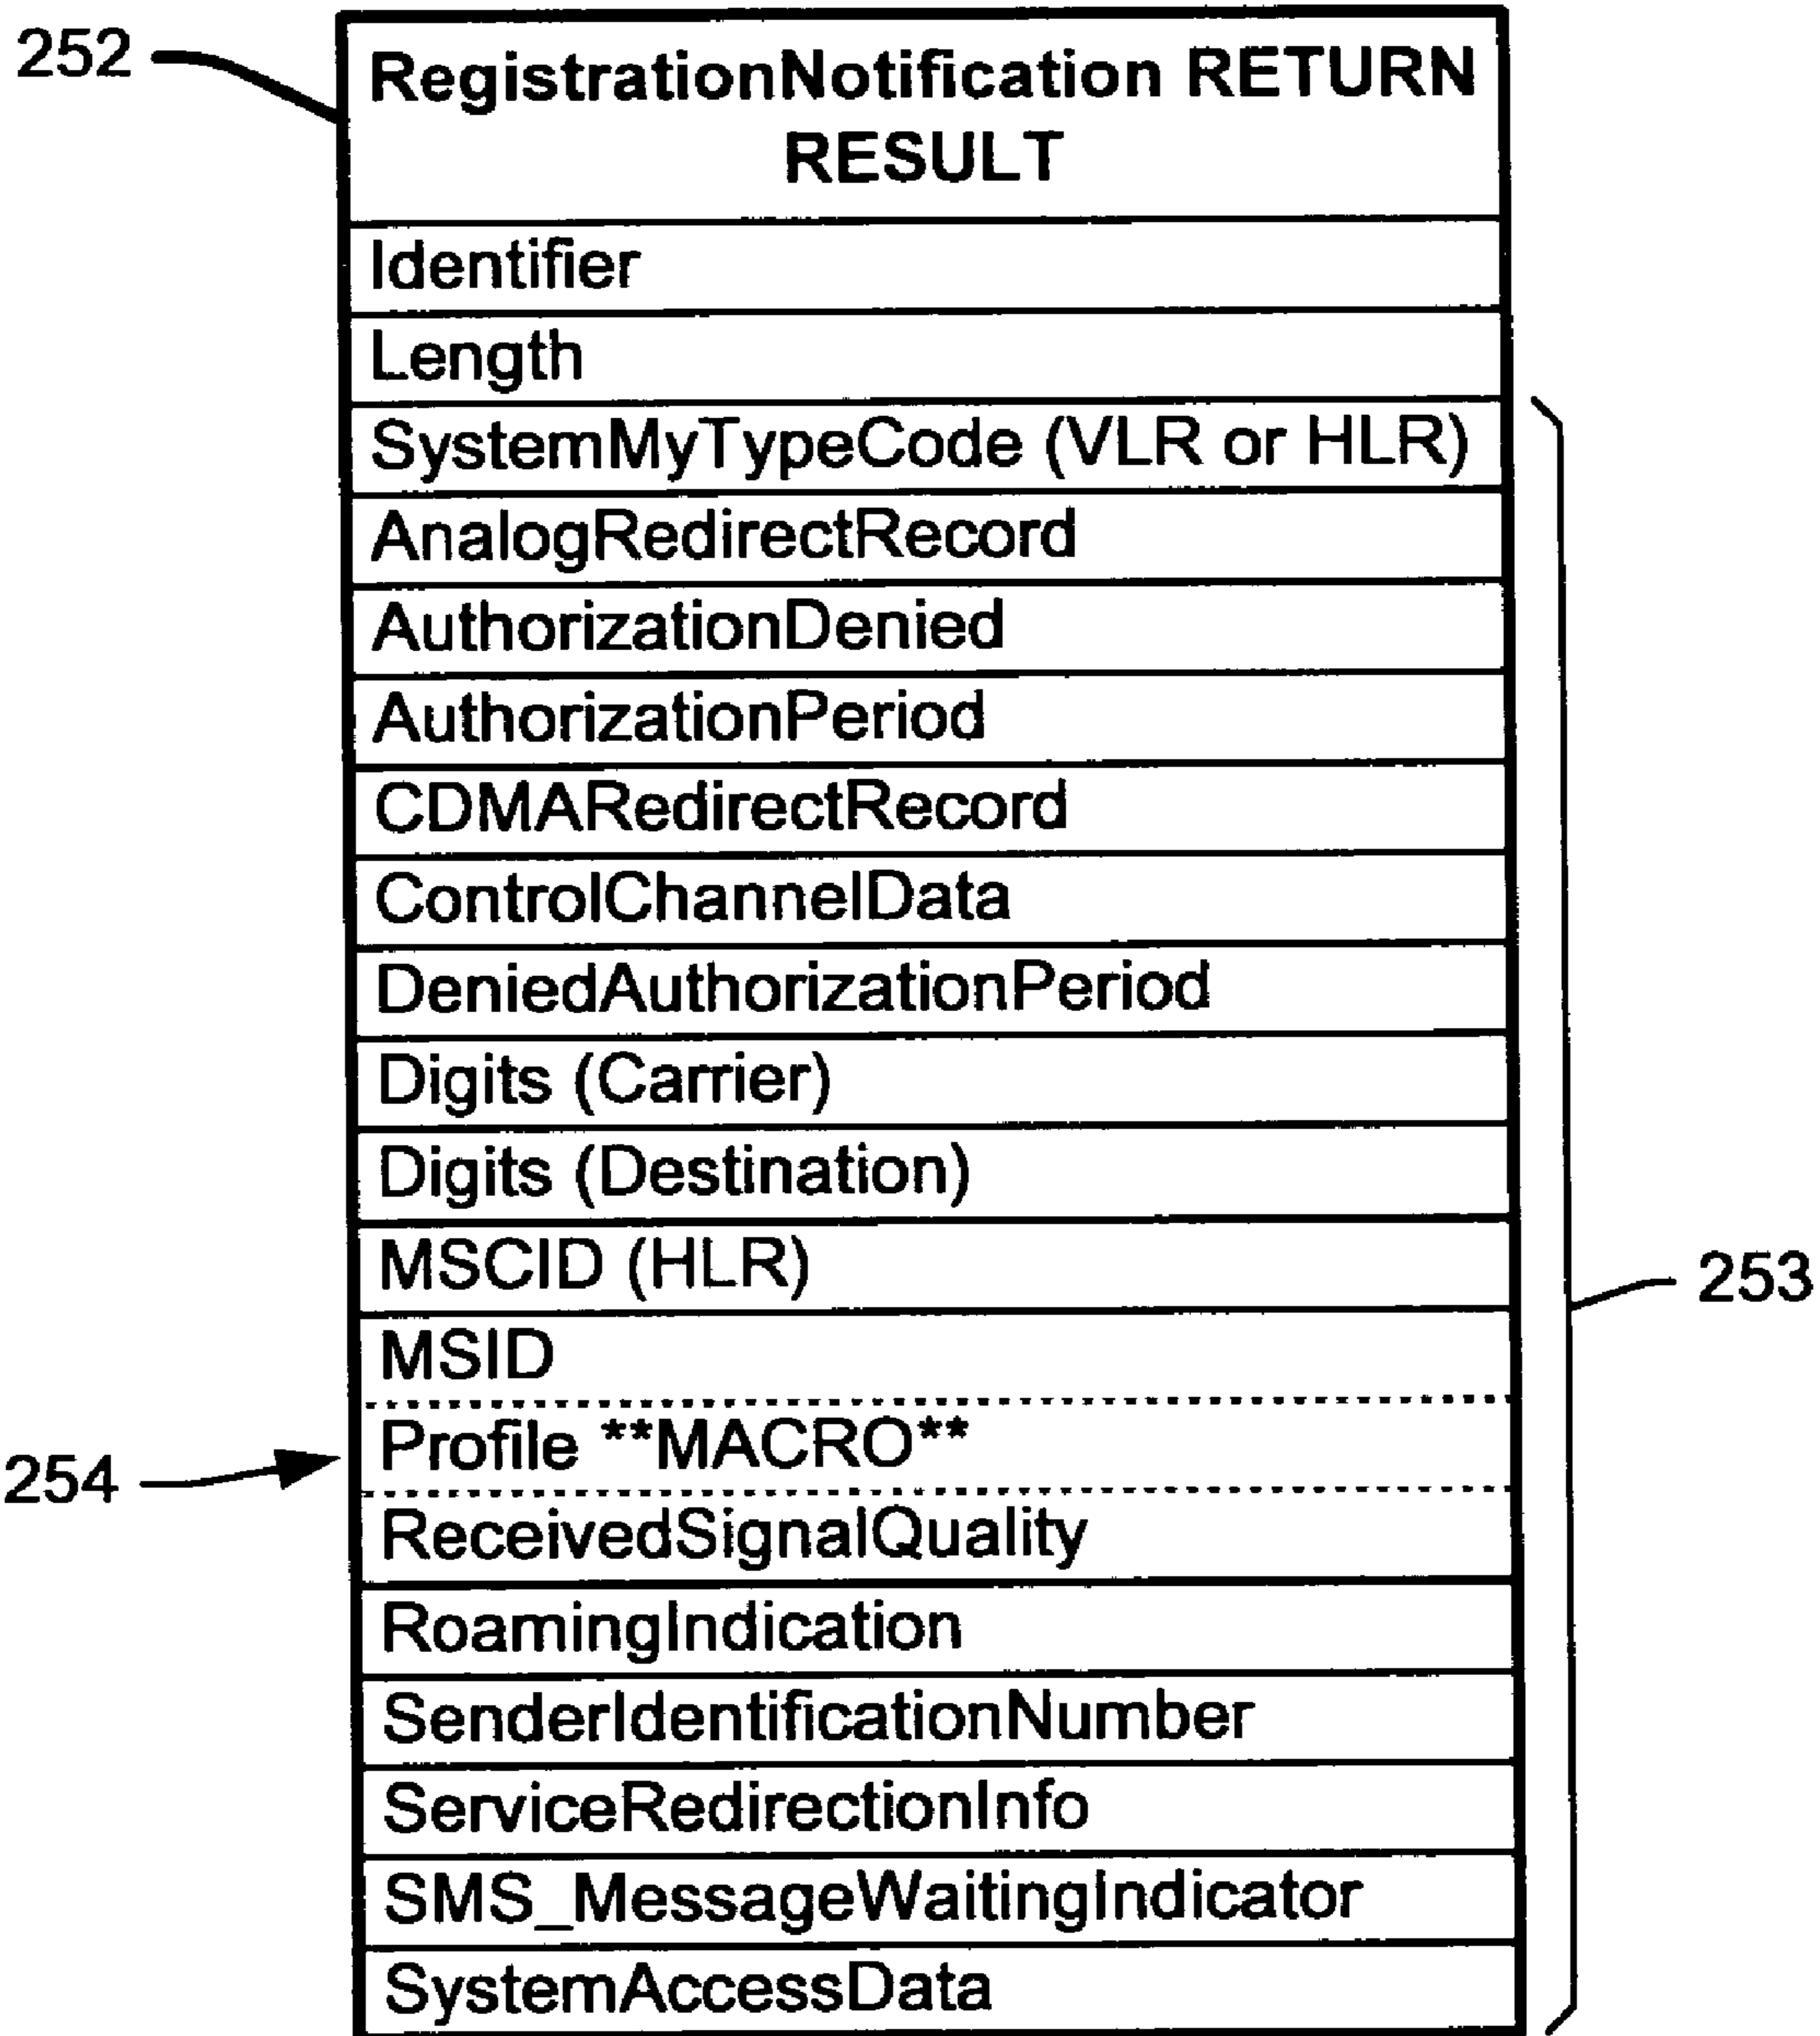 252
RegistrationNotification RETURN
RESULT
Identifier
Length
SystemMyTypeCode (VLR or HLR)
AnalogRedirectRecord
AuthorizationDenied
AuthorizationPeriod
CDMARedirectRecord
ControlChannelData
DeniedAuthorizationPeriod
Digits (Carrier)
Digits (Destination)
MSCID (HLR)
253
MSID
Profile **MACRO**
254
ReceivedSignalQuality
RoamingIndication
SenderIdentificationNumber
ServiceRedirectionInfo
SMS_MessageWaitingIndicator
SystemAccessData